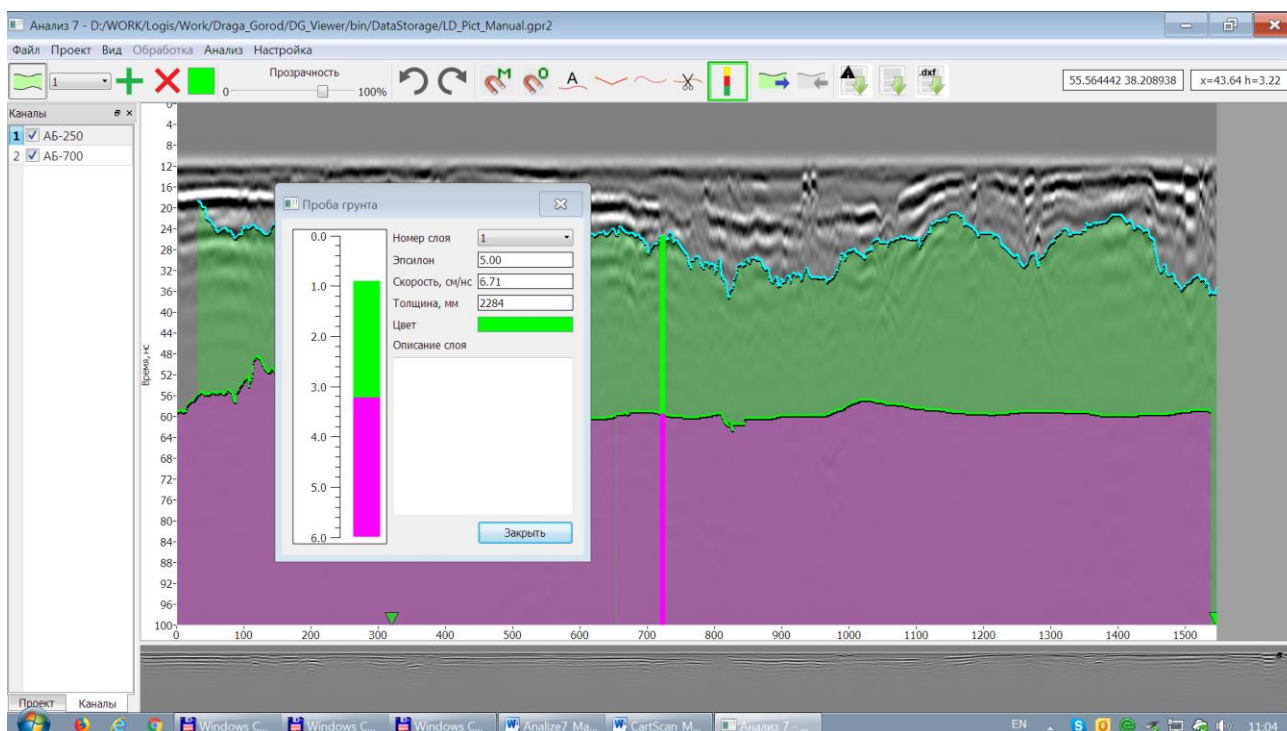 Анализ 7 - D:/WORK/Logis/Work/Draga_Gorod/DG_Viewer/bin/DataStorage/LD_Pict_Manual.gpr2
Файл Проект Вид Обработка Анализ Настройка
1
Прозрачность
0 100%
M O A .dxf
55.564442 38.208938 x=43.64 h=3.22
Каналы
1 АБ-250
2 АБ-700
Время, нс
0
4
8
12
16
20
24
28
32
36
40
44
48
52
56
60
64
68
72
76
80
84
88
92
96
100
0 100 200 300 400 500 600 700 800 900 1000 1100 1200 1300 1400 1500
Проба грунта
0.0
1.0
2.0
3.0
4.0
5.0
6.0
Номер слоя 1
Эпсилон 5.00
Скорость, см/нс 6.71
Толщина, мм 2284
Цвет
Описание слоя
Закрыть
Проект Каналы
Windows C... Windows C... Windows C... Analize7_Ma... CartScan_M... Анализ 7 - ... EN 11:04